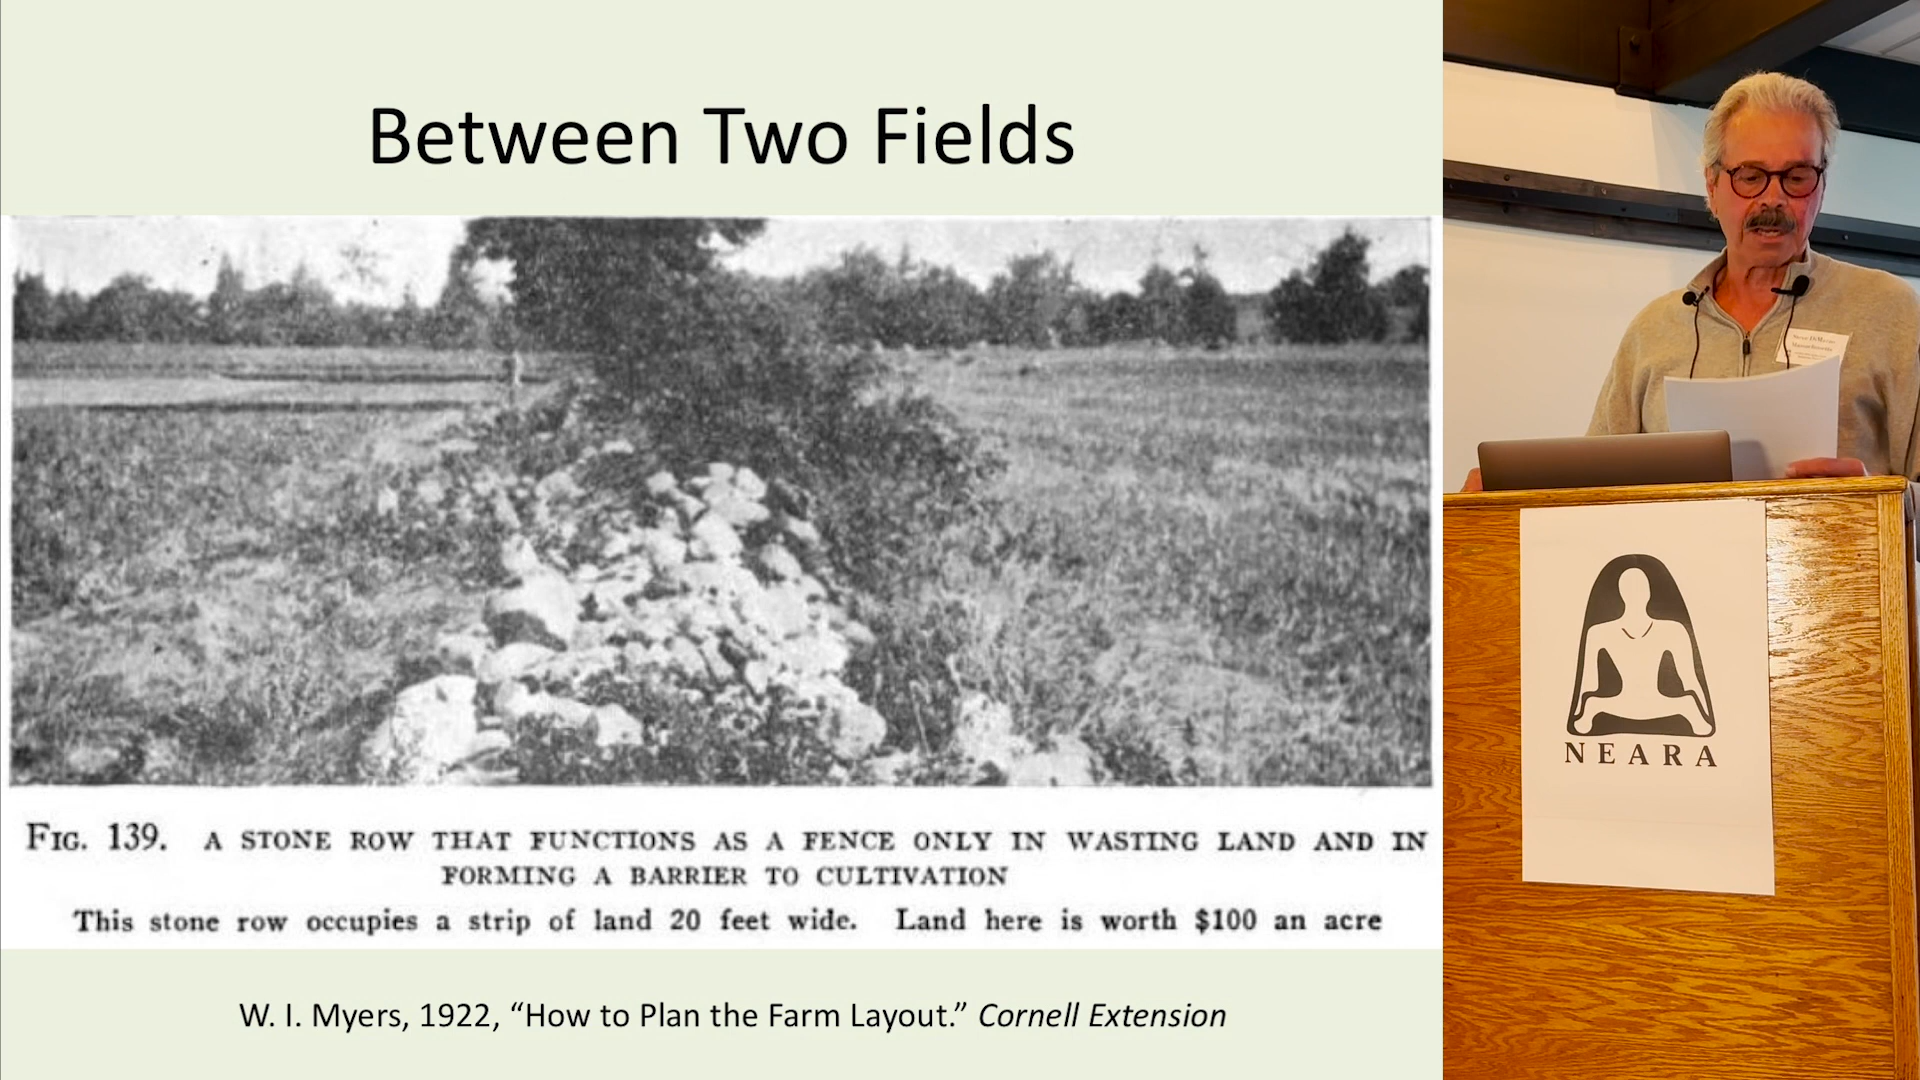 Between Two Fields
FIG. 139. A STONE ROW THAT FUNCTIONS AS A FENCE ONLY IN WASTING LAND AND IN
FORMING A BARRIER TO CULTIVATION
This stone row occupies a strip of land 20 feet wide. Land here is worth $100 an acre
W. I. Myers, 1922, “How to Plan the Farm Layout.” Cornell Extension
NEARA